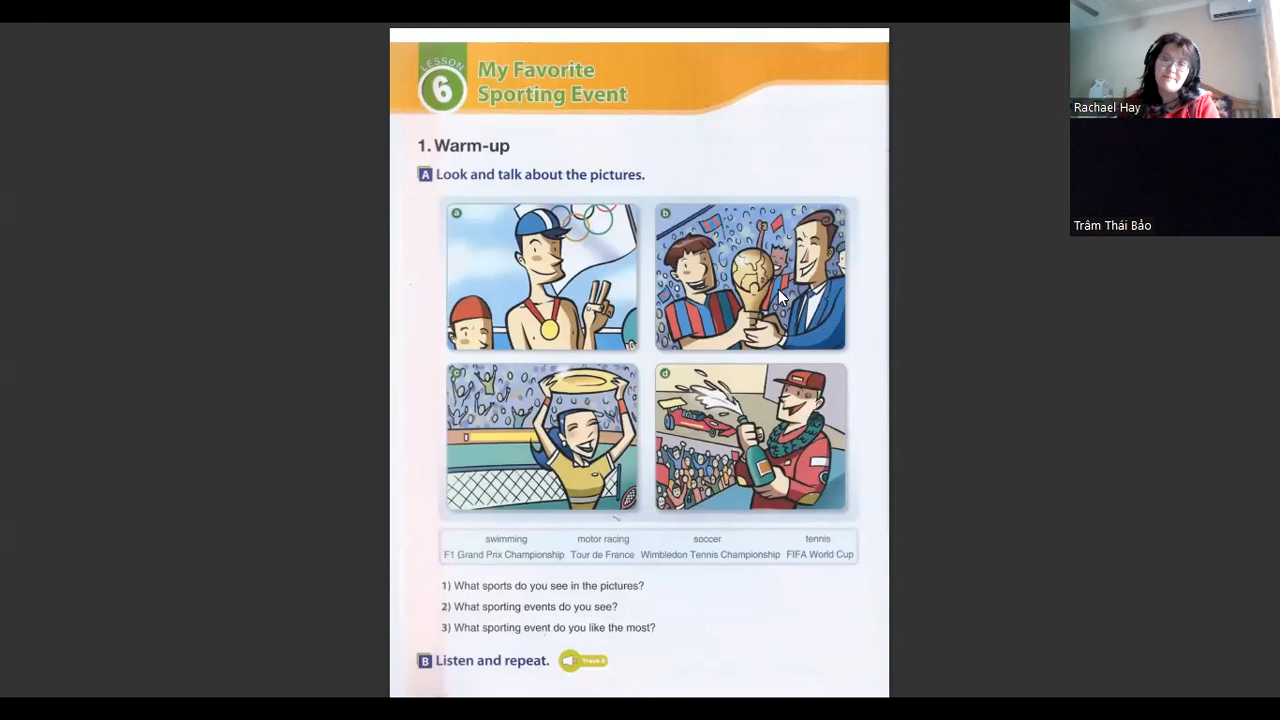 LESSON
6
My Favorite
Sporting Event
1. Warm-up
A Look and talk about the pictures.
a
b
c
d
swimming motor racing soccer tennis
F1 Grand Prix Championship Tour de France Wimbledon Tennis Championship FIFA World Cup
1) What sports do you see in the pictures?
2) What sporting events do you see?
3) What sporting event do you like the most?
B Listen and repeat.
Rachael Hay
Trâm Thái Bảo